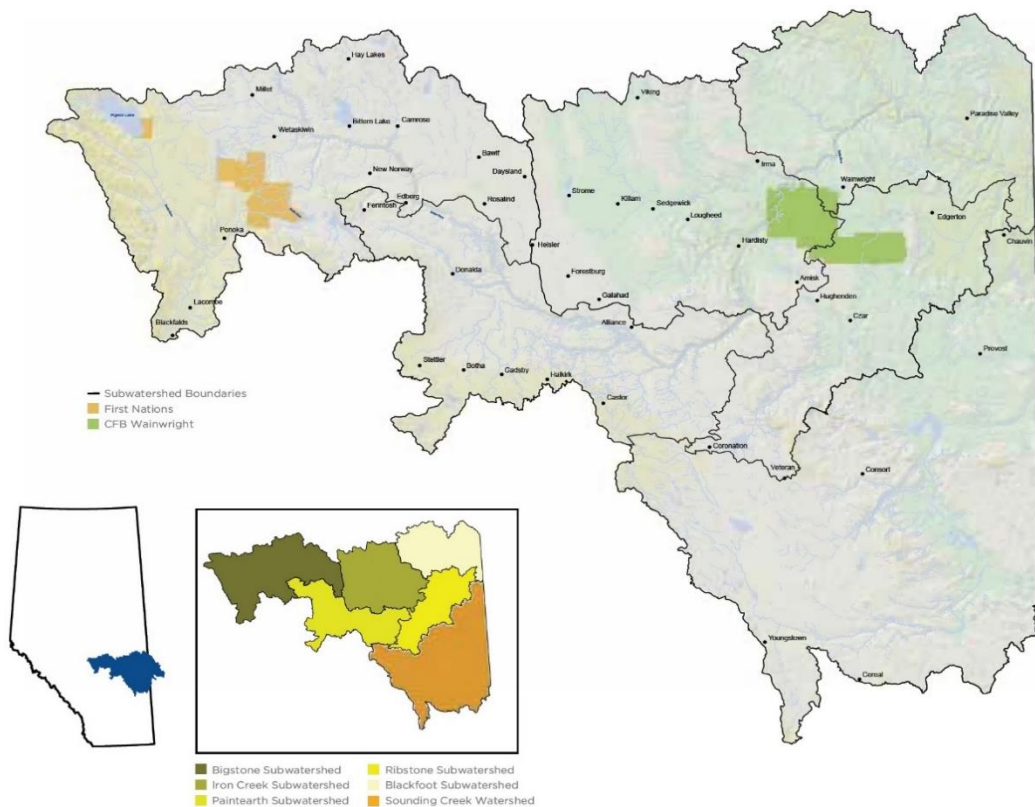 Hay Lakes
Viking
Millet
Pigeon Lake
Paradise Valley
Bittern Lake
Camrose
Wetaskiwin
Bawlf
Irma
New Norway
Daysland
Wainwright
Strome
Killam
Edberg
Rosalind
Sedgewick
Ferintosh
Edgerton
Lougheed
Ponoka
Chauvin
Heisler
Hardisty
Donalda
Forestburg
Amisk
Galahad
Hughenden
Lacombe
Alliance
Czar
Blackfalds
Provost
Stettler
Botha
Gadsby
Halkirk
Castor
Subwatershed Boundaries
First Nations
CFB Wainwright
Coronation
Veteran
Consort
Youngstown
Cereal
Bigstone Subwatershed
Iron Creek Subwatershed
Paintearth Subwatershed
Ribstone Subwatershed
Blackfoot Subwatershed
Sounding Creek Watershed